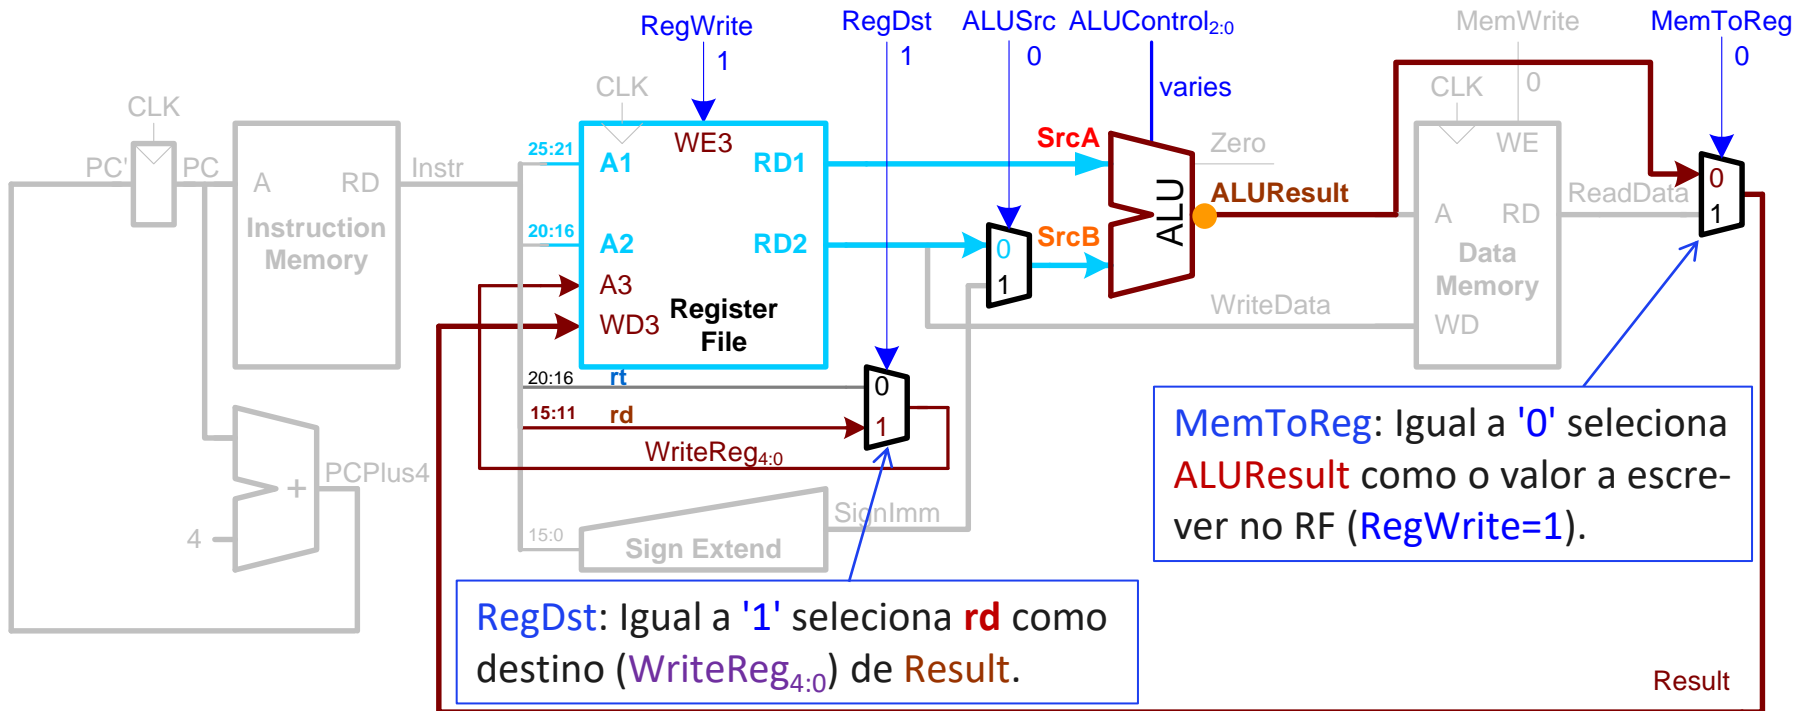 RegWrite
1
RegDst
1
ALUSrc
0
ALUControl2:0
varies
MemWrite
0
MemToReg
0
CLK
PC'
PC
A
RD
Instruction
Memory
Instr
CLK
25:21
A1
WE3
RD1
20:16
A2
RD2
A3
WD3
Register
File
SrcA
0
1
SrcB
ALU
Zero
ALUResult
CLK
WE
A
RD
Data
Memory
WD
ReadData
0
1
WriteData
20:16
rt
0
15:11
rd
1
WriteReg4:0
PCPlus4
+
4
15:0
Sign Extend
SignImm
MemToReg: Igual a '0' seleciona
ALUResult como o valor a escre-
ver no RF (RegWrite=1).
RegDst: Igual a '1' seleciona rd como
destino (WriteReg4:0) de Result.
Result